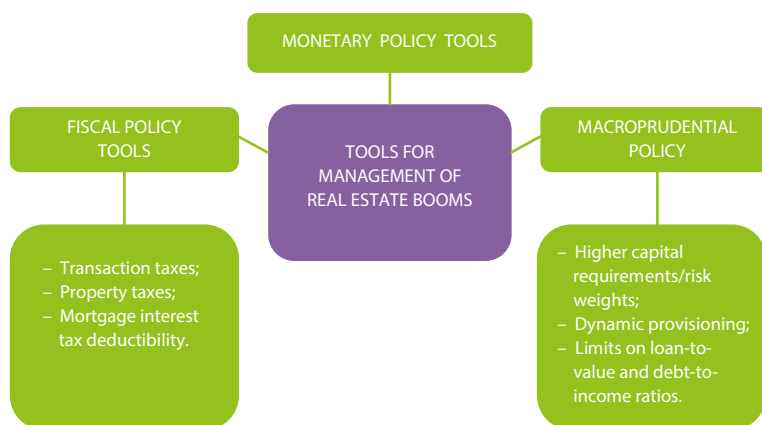 MONETARY POLICY TOOLS
FISCAL POLICY
TOOLS
TOOLS FOR
MANAGEMENT OF
REAL ESTATE BOOMS
MACROPRUDENTIAL
POLICY
– Transaction taxes;
– Property taxes;
– Mortgage interest
tax deductibility.
– Higher capital
requirements/risk
weights;
– Dynamic provisioning;
– Limits on loan-to-
value and debt-to-
income ratios.